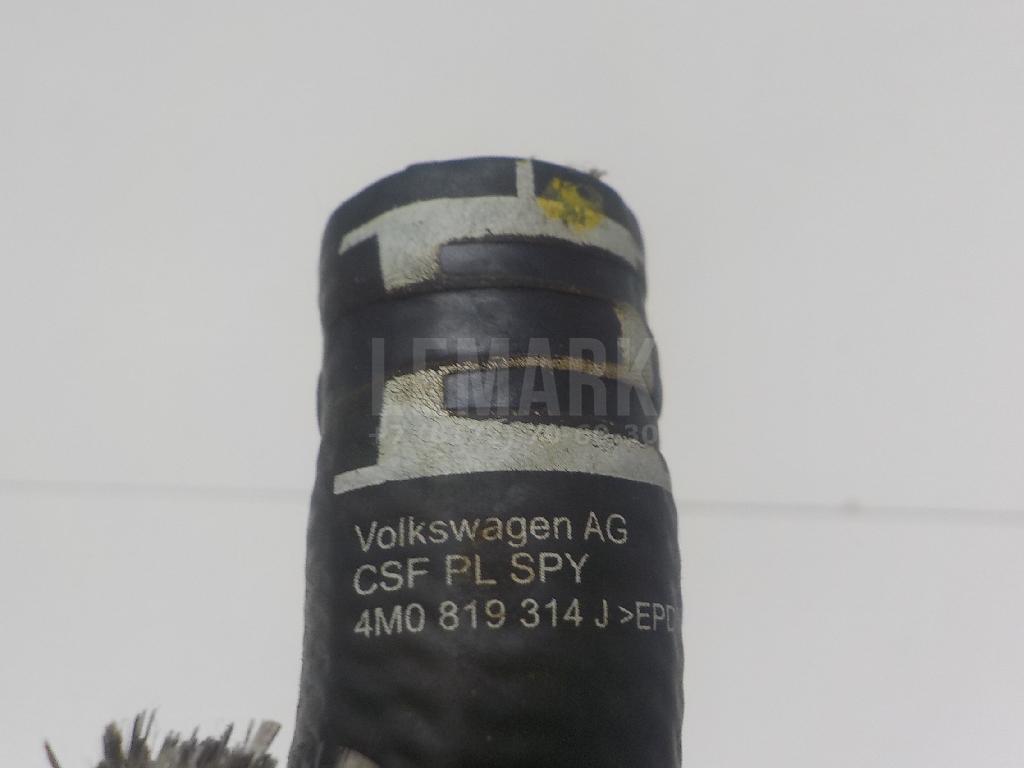 LEMARK
Volkswagen AG
CSF PL SPY
4M0 819 314 J >EPD